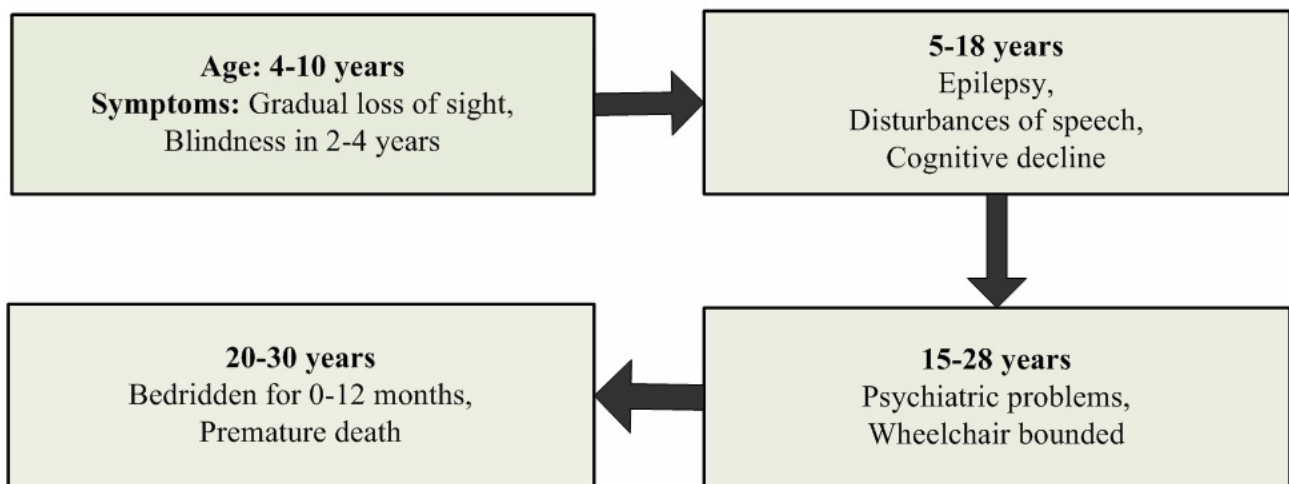 Age: 4-10 years
Symptoms: Gradual loss of sight,
Blindness in 2-4 years
5-18 years
Epilepsy,
Disturbances of speech,
Cognitive decline
15-28 years
Psychiatric problems,
Wheelchair bounded
20-30 years
Bedridden for 0-12 months,
Premature death